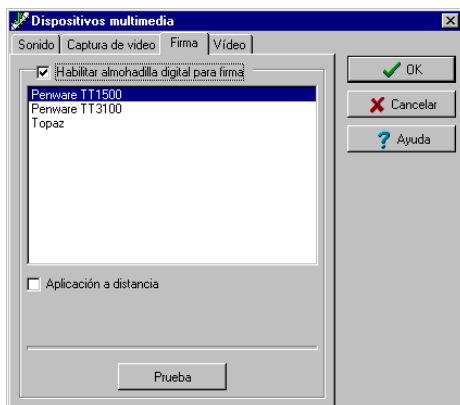 Dispositivos multimedia
Sonido Captura de video Firma Vídeo
Habilitar almohadilla digital para firma
Penware TT1500
Penware TT3100
Topaz
Aplicación a distancia
Prueba
OK
Cancelar
Ayuda